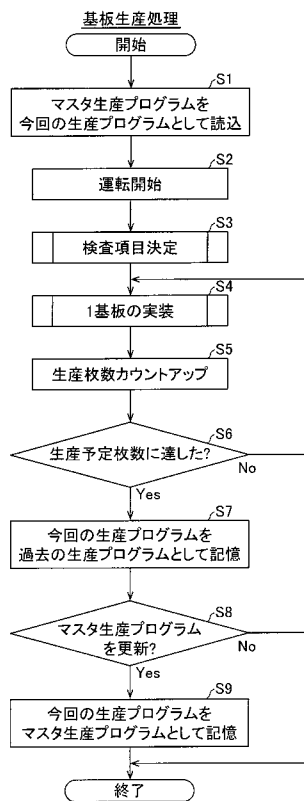 基板生産処理
開始
S1
マスタ生産プログラムを
今回の生産プログラムとして読込
S2
運転開始
S3
検査項目決定
S4
1基板の実装
S5
生産枚数カウントアップ
S6
生産予定枚数に達した?
No
Yes
S7
今回の生産プログラムを
過去の生産プログラムとして記憶
S8
マスタ生産プログラム
を更新?
No
Yes
S9
今回の生産プログラムを
マスタ生産プログラムとして記憶
終了